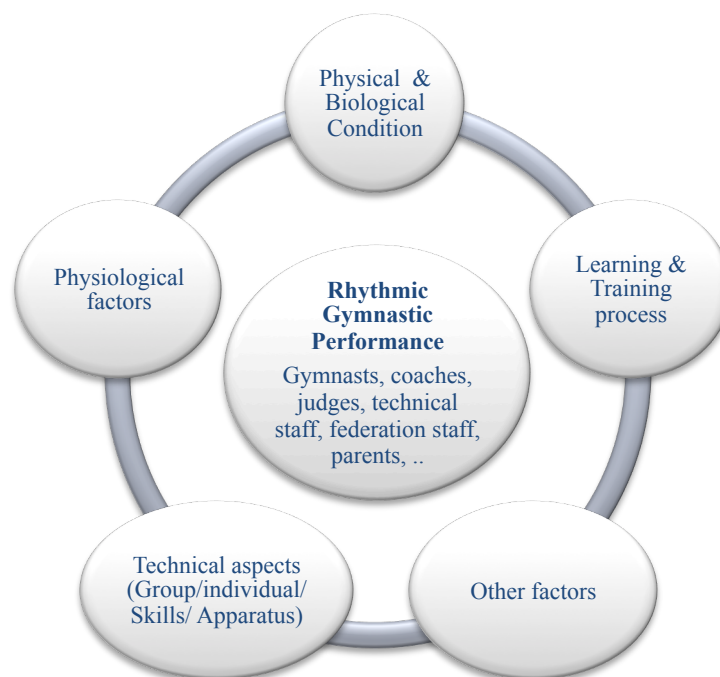 Physical & 
Biological
Condition
Physiological
factors
Learning &
Training
process
Rhythmic
Gymnastic
Performance
Gymnasts, coaches,
judges, technical
staff, federation staff,
parents, ..
Technical aspects
(Group/individual/
Skills/ Apparatus)
Other factors